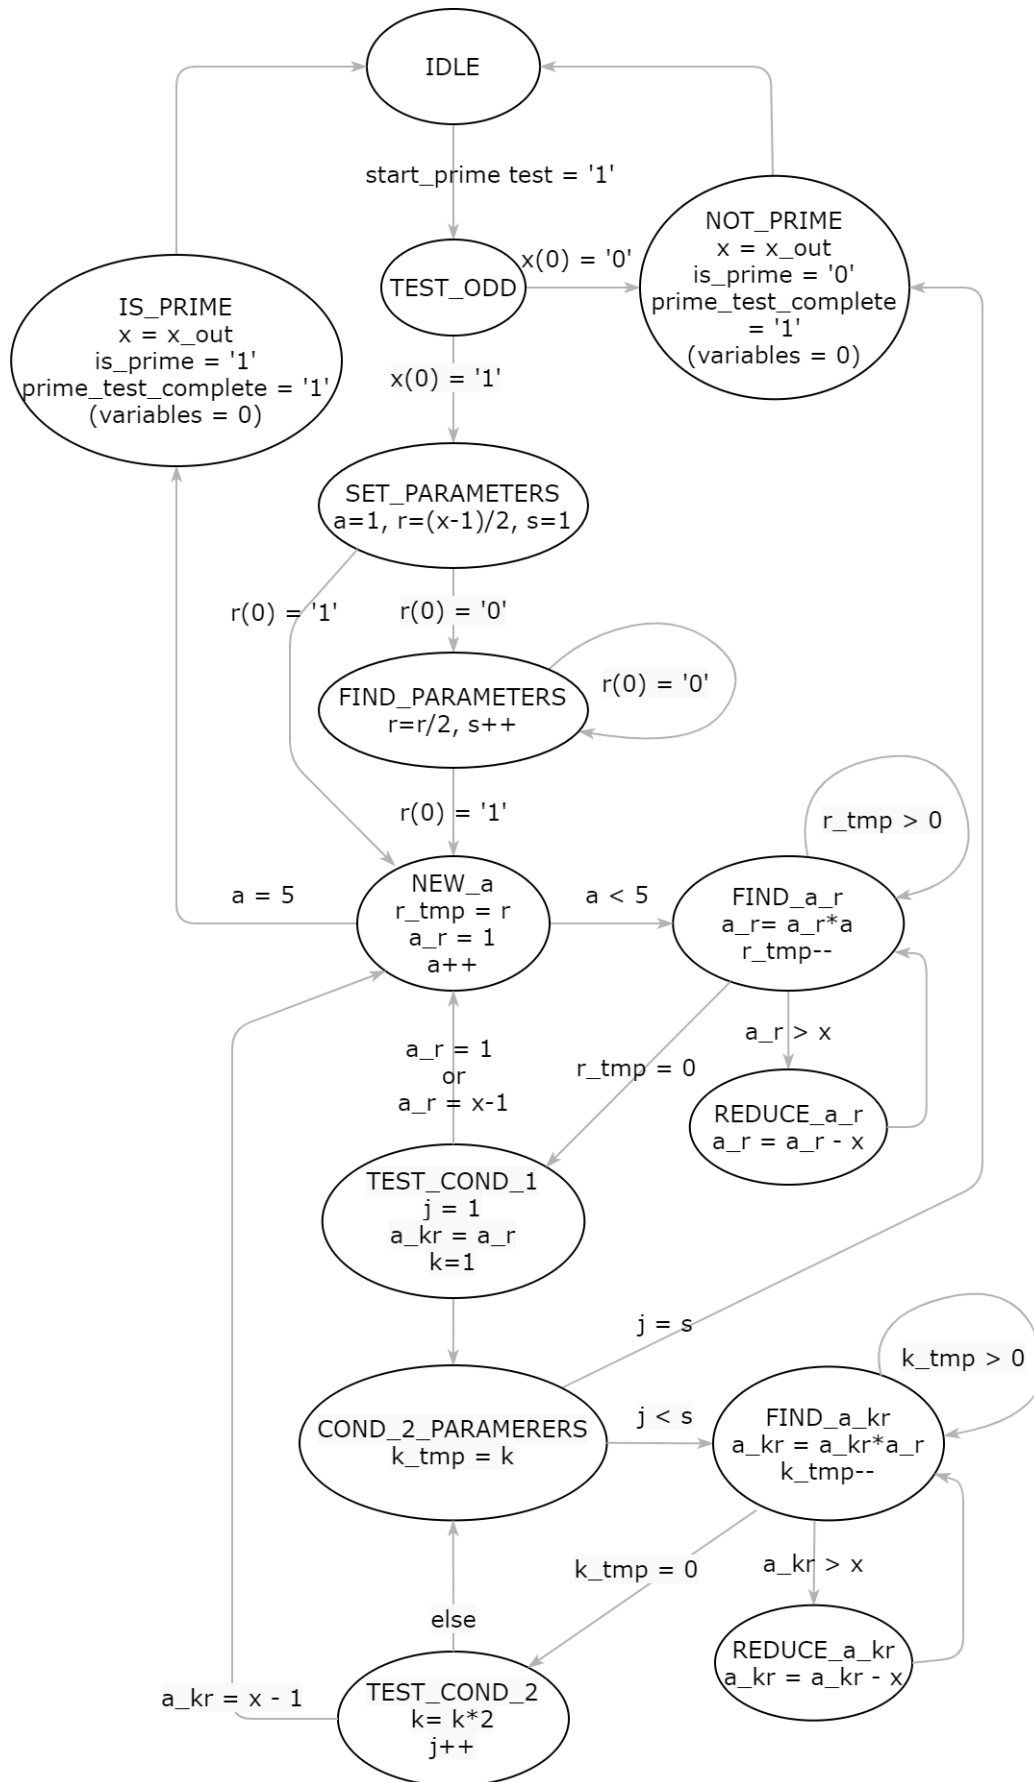 IDLE
start_prime test = '1'
NOT_PRIME
x = x_out
is_prime = '0'
prime_test_complete
= '1'
(variables = 0)
x(0) = '0'
TEST_ODD
IS_PRIME
x = x_out
is_prime = '1'
prime_test_complete = '1'
(variables = 0)
x(0) = '1'
SET_PARAMETERS
a=1, r=(x-1)/2, s=1
r(0) = '1'
r(0) = '0'
FIND_PARAMETERS
r=r/2, s++
r(0) = '0'
r(0) = '1'
r_tmp > 0
NEW_a
r_tmp = r
a_r = 1
a++
a = 5
a < 5
FIND_a_r
a_r= a_r*a
r_tmp--
a_r = 1
or
a_r = x-1
r_tmp = 0
a_r > x
REDUCE_a_r
a_r = a_r - x
TEST_COND_1
j = 1
a_kr = a_r
k=1
j = s
k_tmp > 0
COND_2_PARAMERERS
k_tmp = k
j < s
FIND_a_kr
a_kr = a_kr*a_r
k_tmp--
k_tmp = 0
a_kr > x
else
REDUCE_a_kr
a_kr = a_kr - x
a_kr = x - 1
TEST_COND_2
k= k*2
j++